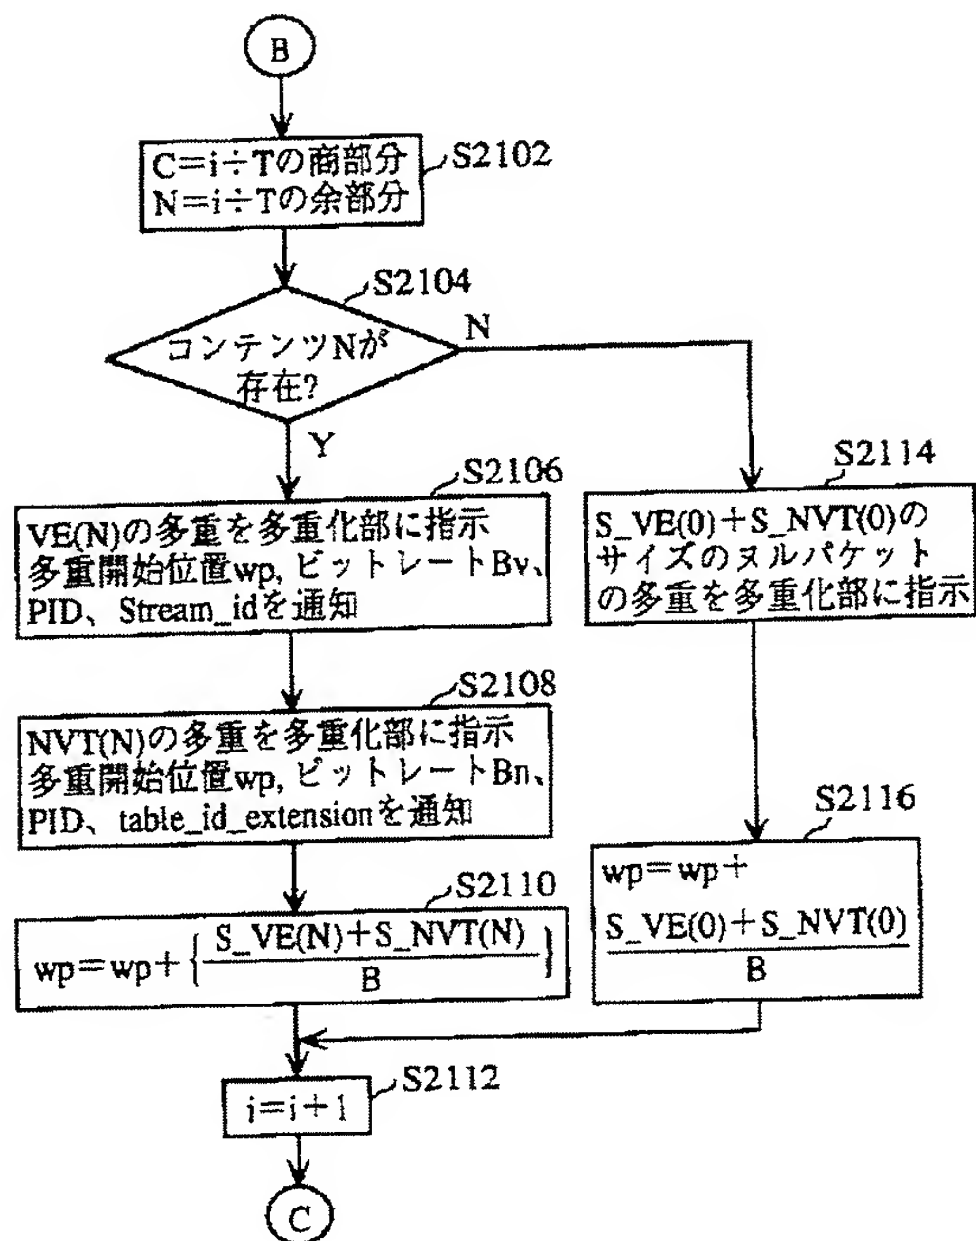 B
C=i÷Tの商部分
N=i÷Tの余部分
S2102
S2104
コンテンツNが
存在?
N
Y
S2106
VE(N)の多重を多重化部に指示
多重開始位置wp, ビットレートBv、
PID、Stream_idを通知
S2114
S_VE(0)+S_NVT(0)の
サイズのヌルパケット
の多重を多重化部に指示
S2108
NVT(N)の多重を多重化部に指示
多重開始位置wp, ビットレートBn、
PID、table_id_extensionを通知
S2116
wp=wp+
S_VE(0)+S_NVT(0)
B
S2110
wp=wp+{S_VE(N)+S_NVT(N)}
B
S2112
i=i+1
C